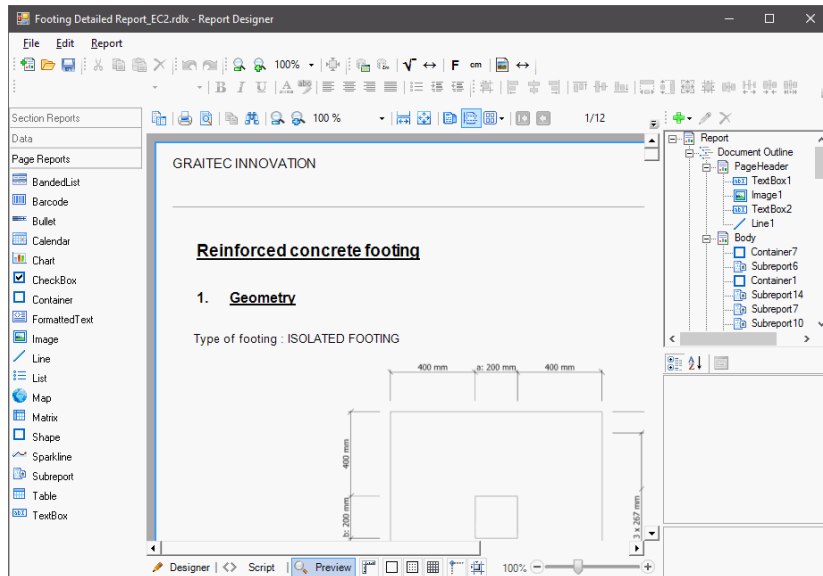 Footing Detailed Report_EC2.rdlx - Report Designer
File Edit Report
100% F cm
B I U A
Section Reports
100 % 1/12
Data
Page Reports
BandedList
Barcode
Bullet
Calendar
Chart
CheckBox
Container
FormattedText
Image
Line
List
Map
Matrix
Shape
Sparkline
Subreport
Table
TextBox
GRAITEC INNOVATION
Reinforced concrete footing
1. Geometry
Type of footing : ISOLATED FOOTING
400 mm a: 200 mm 400 mm
400 mm
b: 200 mm
3 x 267 mm
Report
Document Outline
PageHeader
TextBox1
Image1
TextBox2
Line1
Body
Container7
Subreport6
Container1
Subreport14
Subreport7
Subreport10
Designer Script Preview 100%